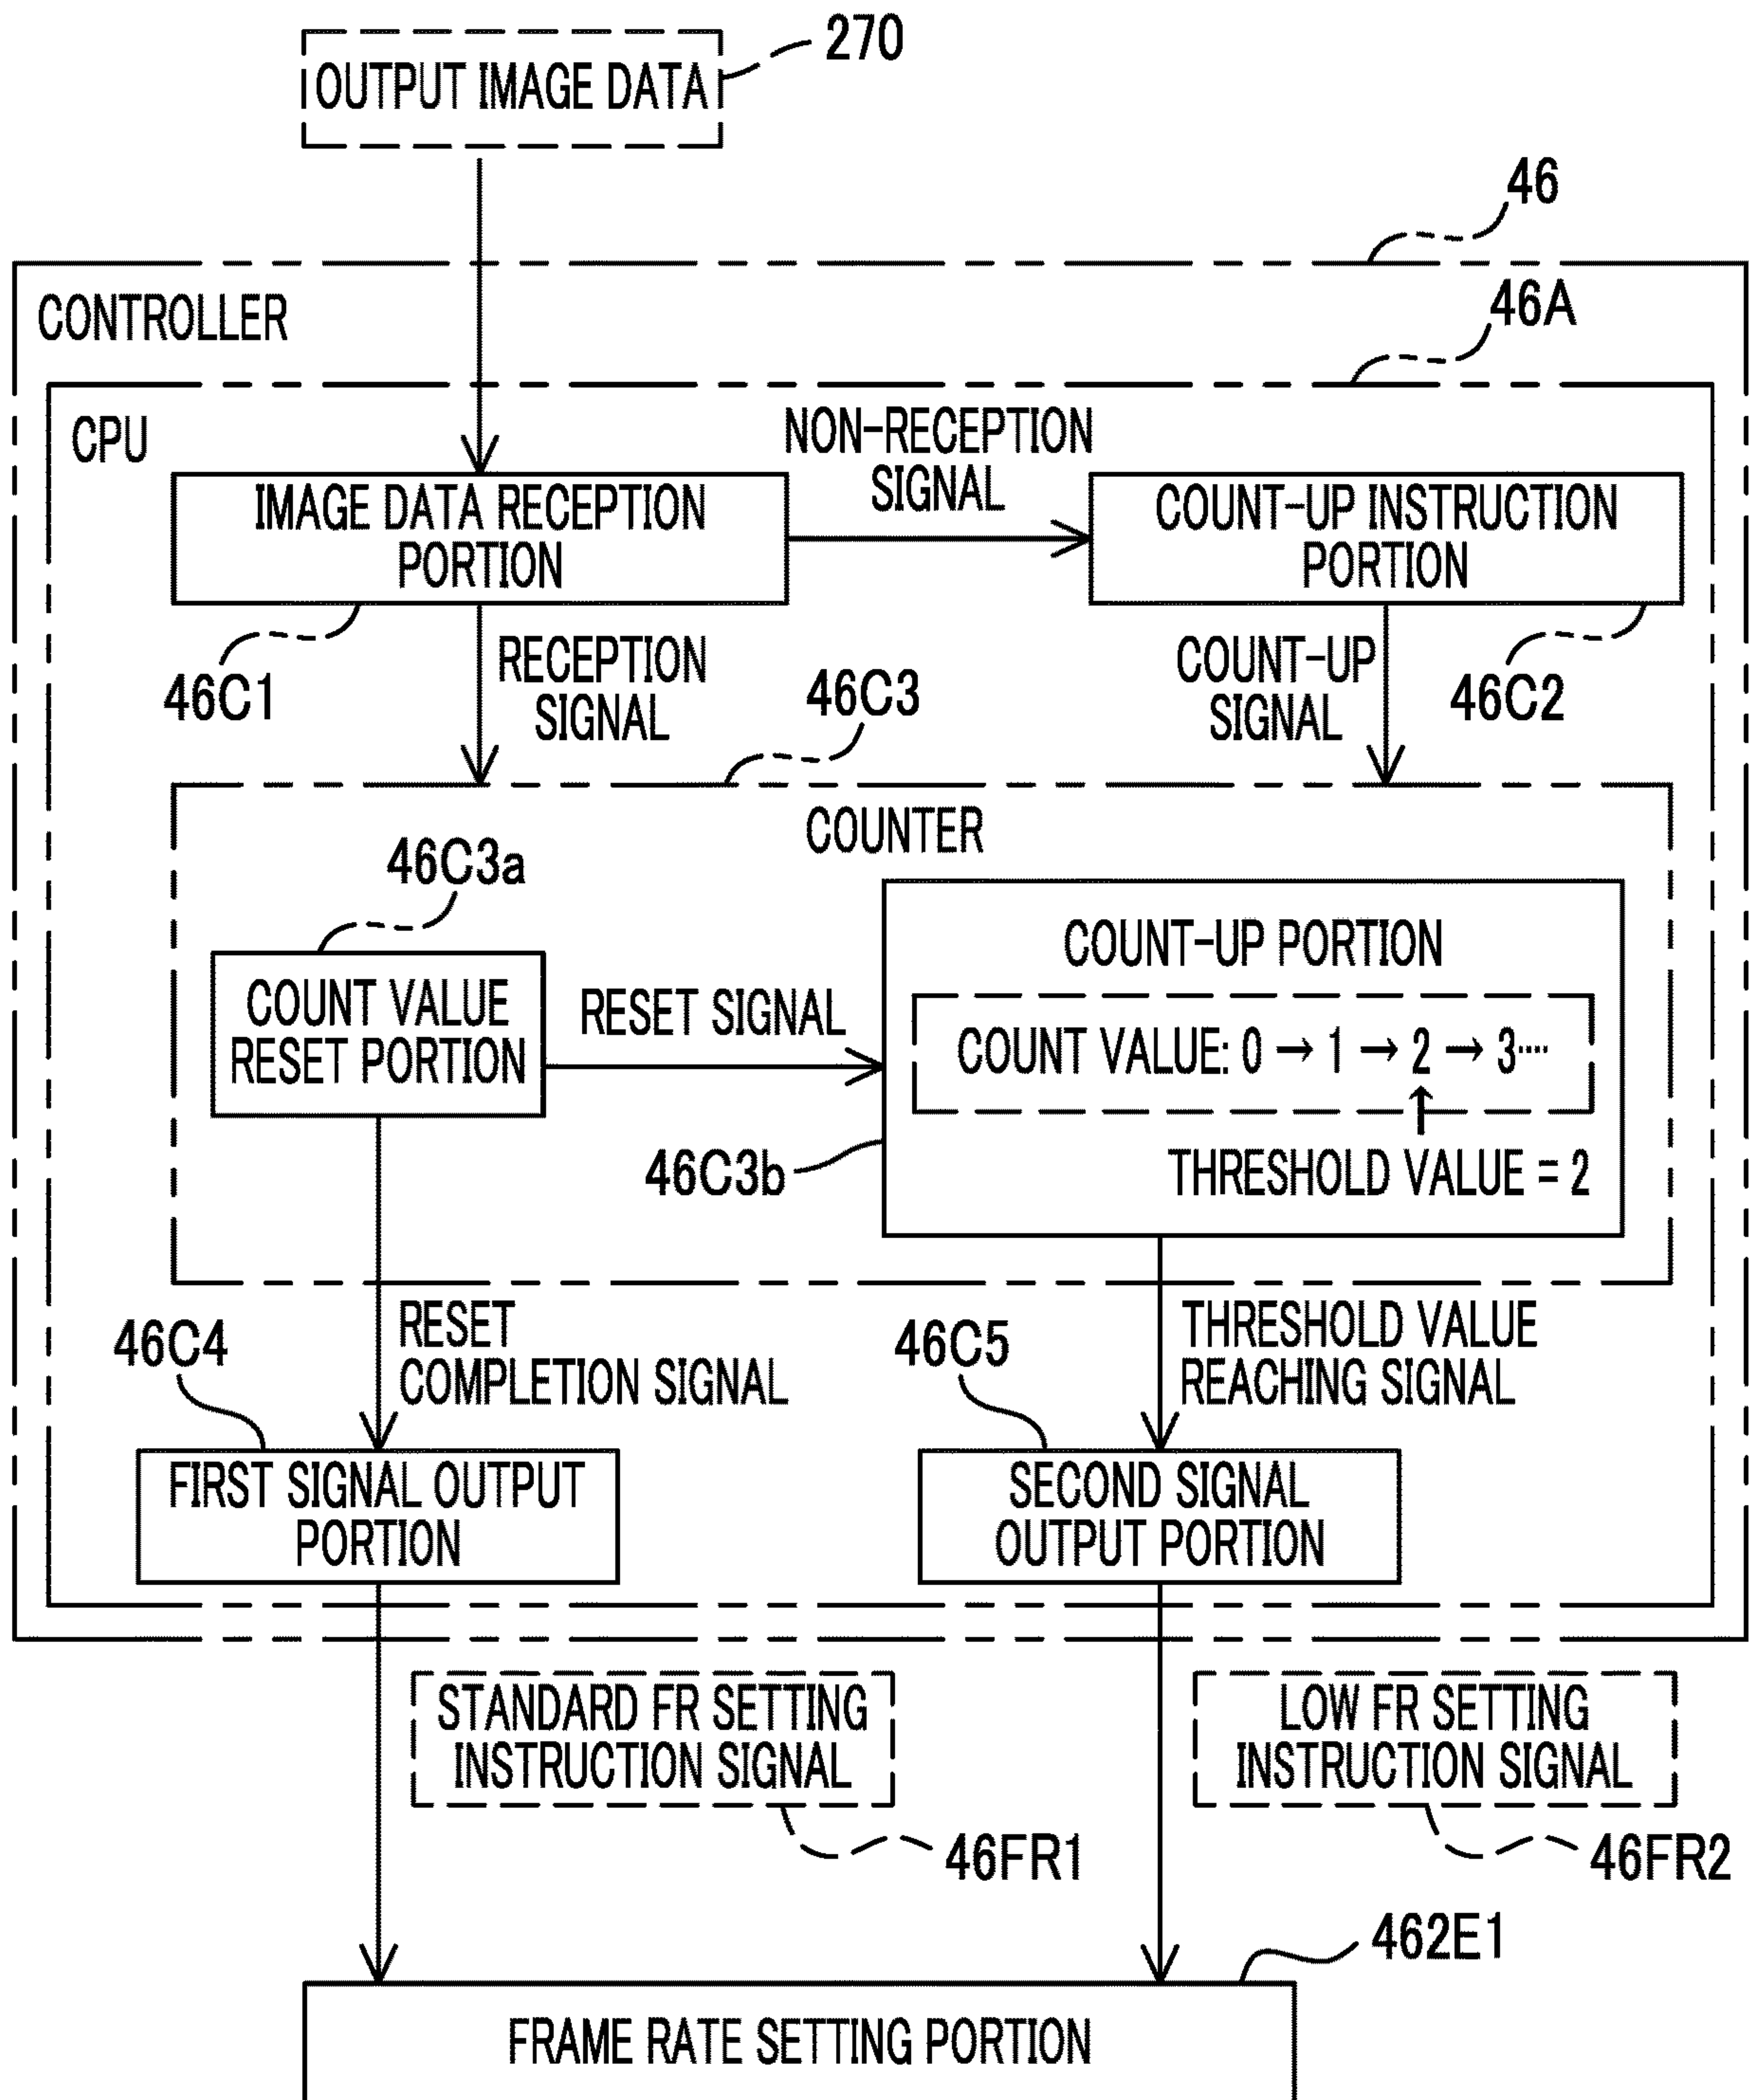 270
OUTPUT IMAGE DATA
46
CONTROLLER
46A
CPU
NON-RECEPTION
SIGNAL
IMAGE DATA RECEPTION
PORTION
COUNT-UP INSTRUCTION
PORTION
46C1
RECEPTION
SIGNAL
46C3
COUNT-UP
SIGNAL
46C2
COUNTER
46C3a
COUNT-UP PORTION
COUNT VALUE
RESET PORTION
RESET SIGNAL
COUNT VALUE: 0 → 1 → 2 → 3····
46C3b
THRESHOLD VALUE = 2
46C4
RESET
COMPLETION SIGNAL
46C5
THRESHOLD VALUE
REACHING SIGNAL
FIRST SIGNAL OUTPUT
PORTION
SECOND SIGNAL
OUTPUT PORTION
STANDARD FR SETTING
INSTRUCTION SIGNAL
LOW FR SETTING
INSTRUCTION SIGNAL
46FR1
46FR2
462E1
FRAME RATE SETTING PORTION